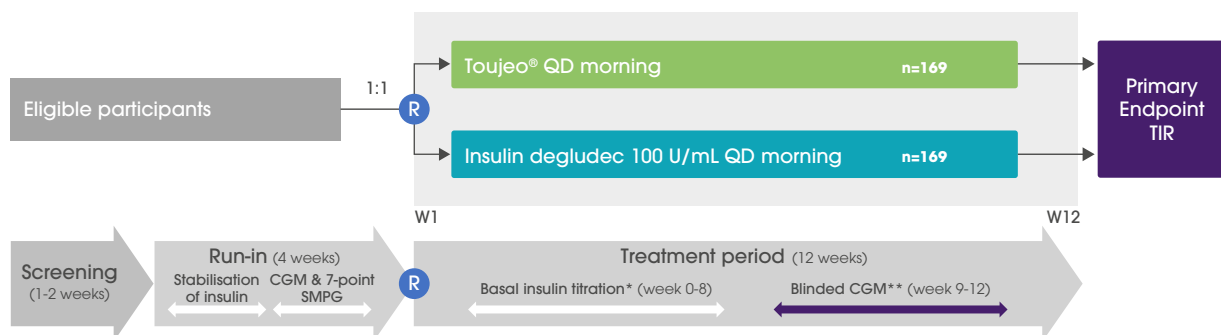 Eligible participants
1:1
R
Toujeo® QD morning n=169
Insulin degludec 100 U/mL QD morning n=169
Primary
Endpoint
TIR
W1
W12
Screening
(1-2 weeks)
Run-in (4 weeks)
Stabilisation
of insulin
CGM & 7-point
SMPG
R
Treatment period (12 weeks)
Basal insulin titration* (week 0-8)
Blinded CGM** (week 9-12)